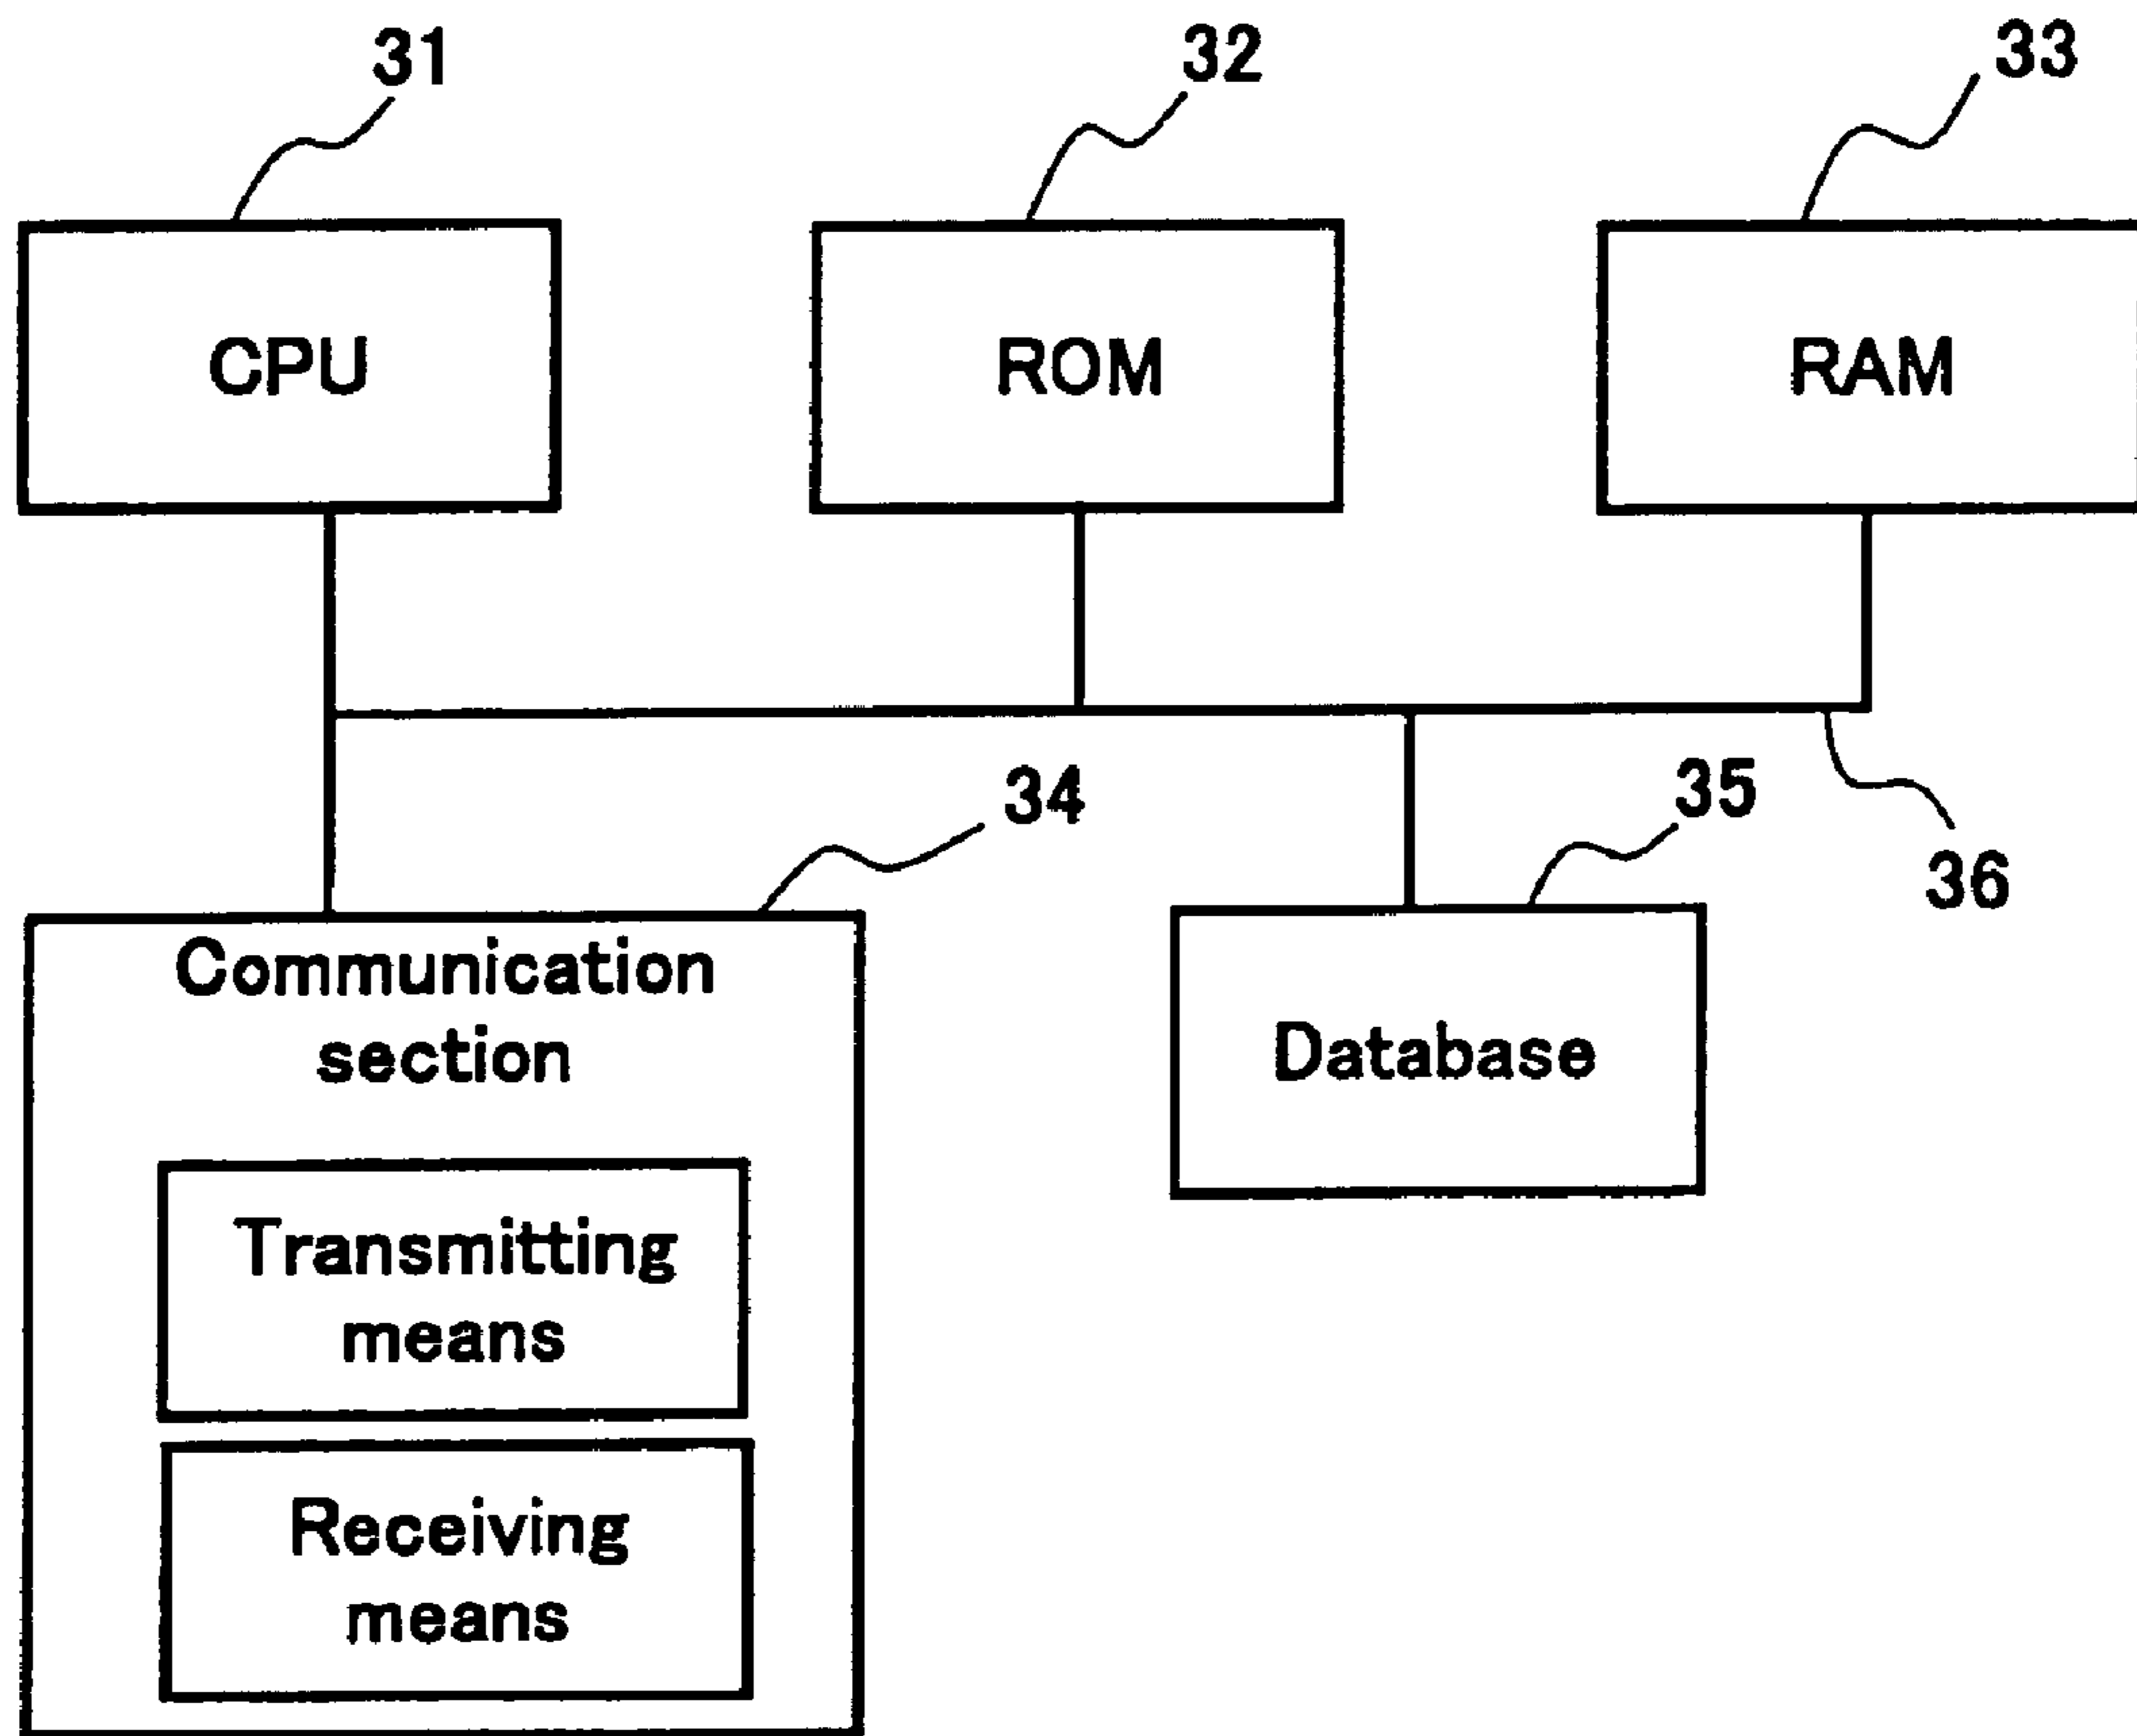 31
32
33
CPU
ROM
RAM
34
35
36
Communication
section
Database
Transmitting
means
Receiving
means